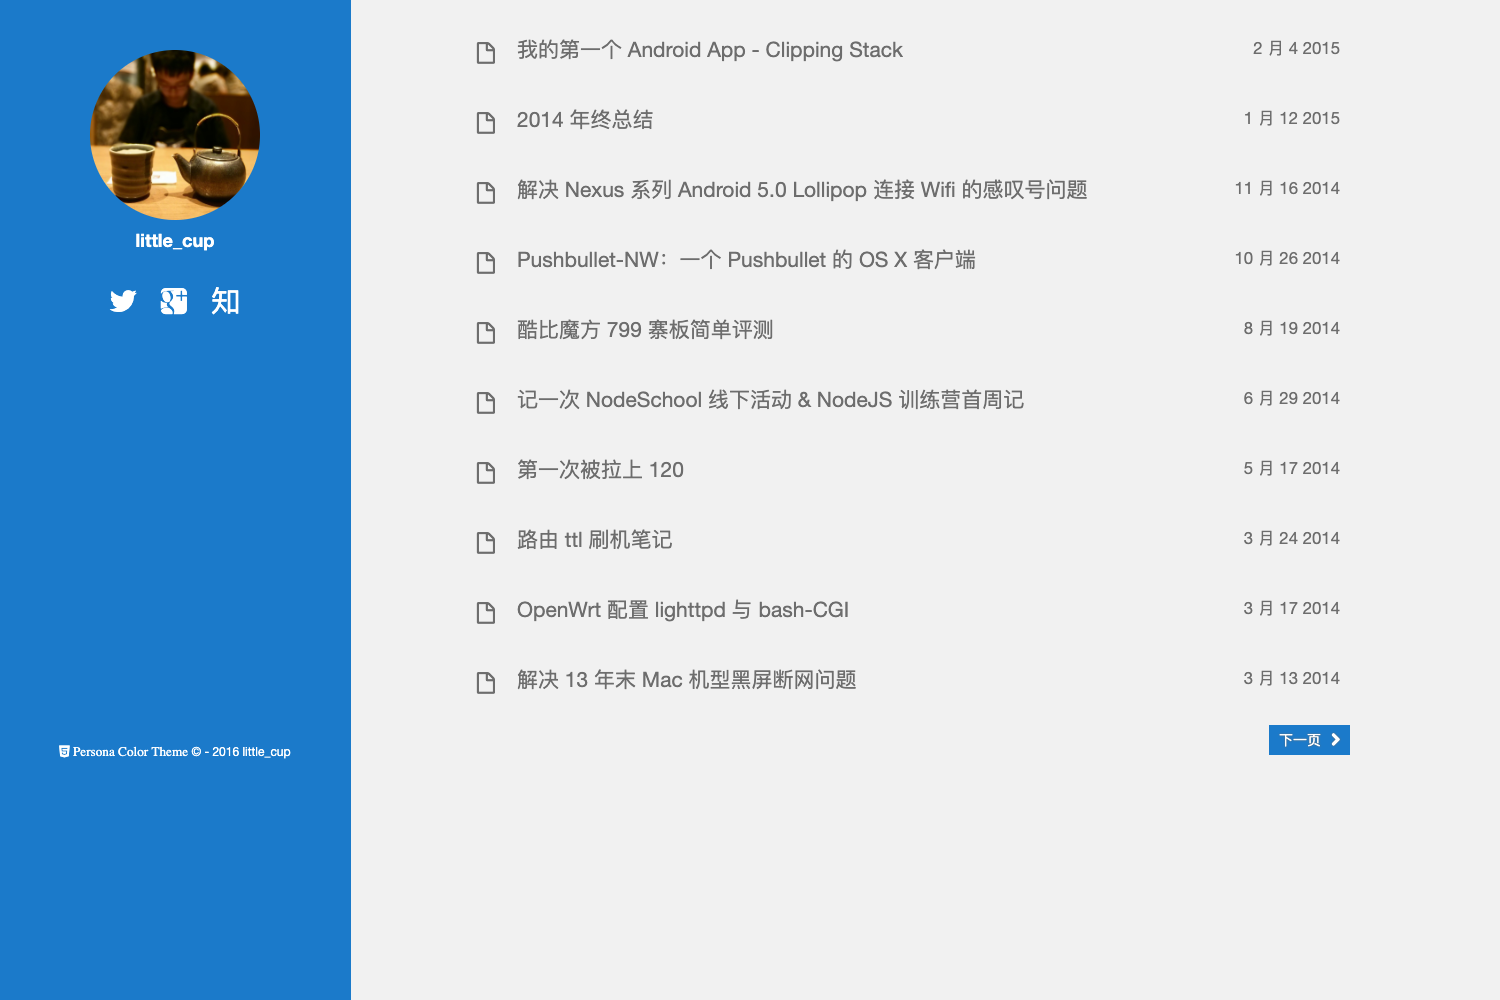 little_cup
知
Persona Color Theme © - 2016 little_cup
我的第一个 Android App - Clipping Stack 2 月 4 2015
2014 年终总结 1 月 12 2015
解决 Nexus 系列 Android 5.0 Lollipop 连接 Wifi 的感叹号问题 11 月 16 2014
Pushbullet-NW：一个 Pushbullet 的 OS X 客户端 10 月 26 2014
酷比魔方 799 寨板简单评测 8 月 19 2014
记一次 NodeSchool 线下活动 & NodeJS 训练营首周记 6 月 29 2014
第一次被拉上 120 5 月 17 2014
路由 ttl 刷机笔记 3 月 24 2014
OpenWrt 配置 lighttpd 与 bash-CGI 3 月 17 2014
解决 13 年末 Mac 机型黑屏断网问题 3 月 13 2014
下一页